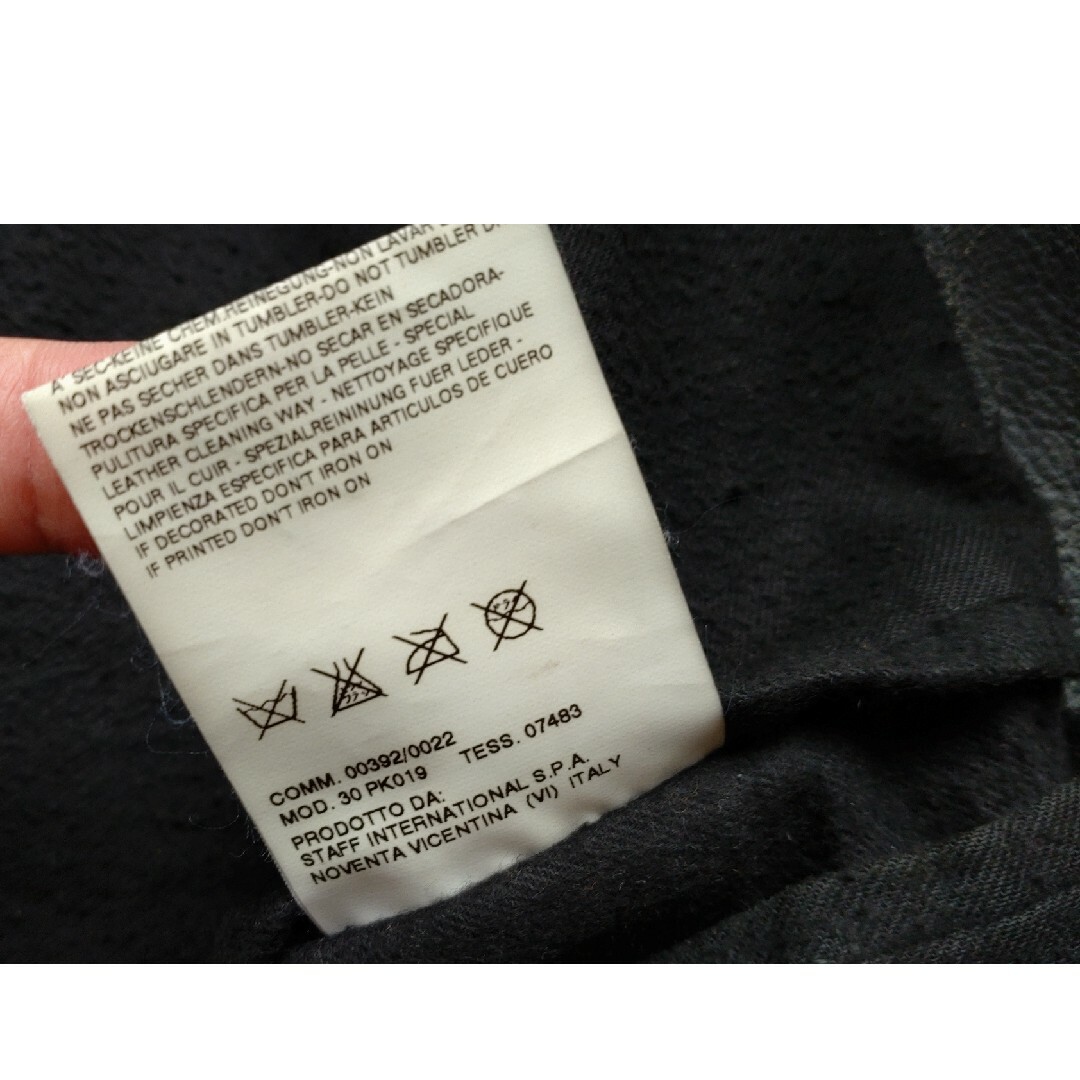 A SEC-KEINE CHEM.REINEGUNG-NON LAVAR
NON ASCIUGARE IN TUMBLER-DO NOT TUMBLER
NE PAS SECHER DANS TUMBLER-KEIN
TROCKENSCHLENDERN-NO SECAR EN SECADORA-
PULITURA SPECIFICA PER LA PELLE - SPECIAL
LEATHER CLEANING WAY - NETTOYAGE SPECIFIQUE
POUR IL CUIR - SPEZIALREININUNG FUER LEDER -
LIMPIENZA ESPECIFICA PARA ARTICULOS DE CUERO
IF DECORATED DON'T IRON ON
IF PRINTED DON'T IRON ON
COMM. 00392/0022
MOD. 30 PK019 TESS. 07483
PRODOTTO DA:
STAFF INTERNATIONAL S.P.A.
NOVENTA VICENTINA (VI) ITALY